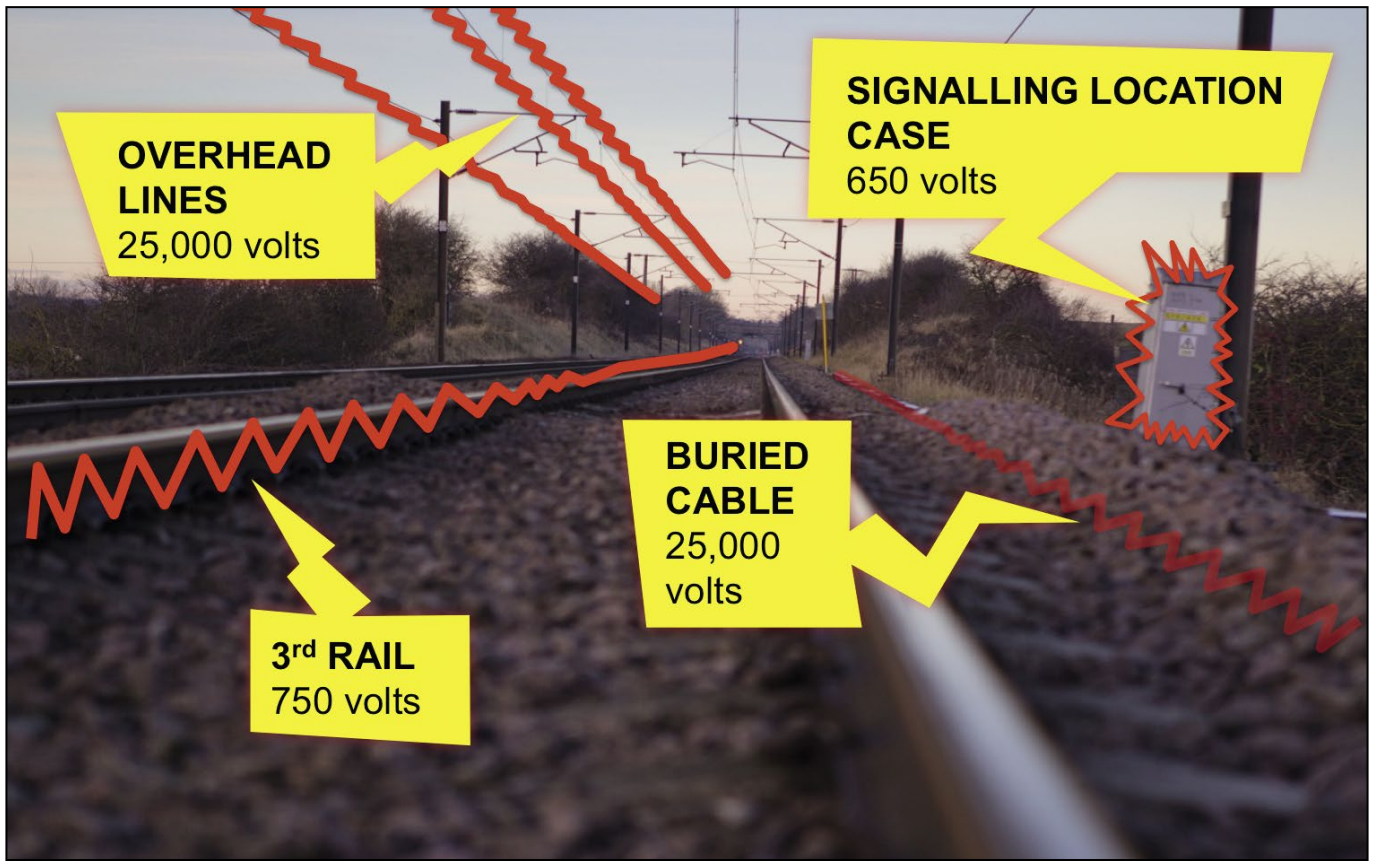 OVERHEAD
LINES
25,000 volts
SIGNALLING LOCATION
CASE
650 volts
BURIED
CABLE
25,000
volts
3rd RAIL
750 volts